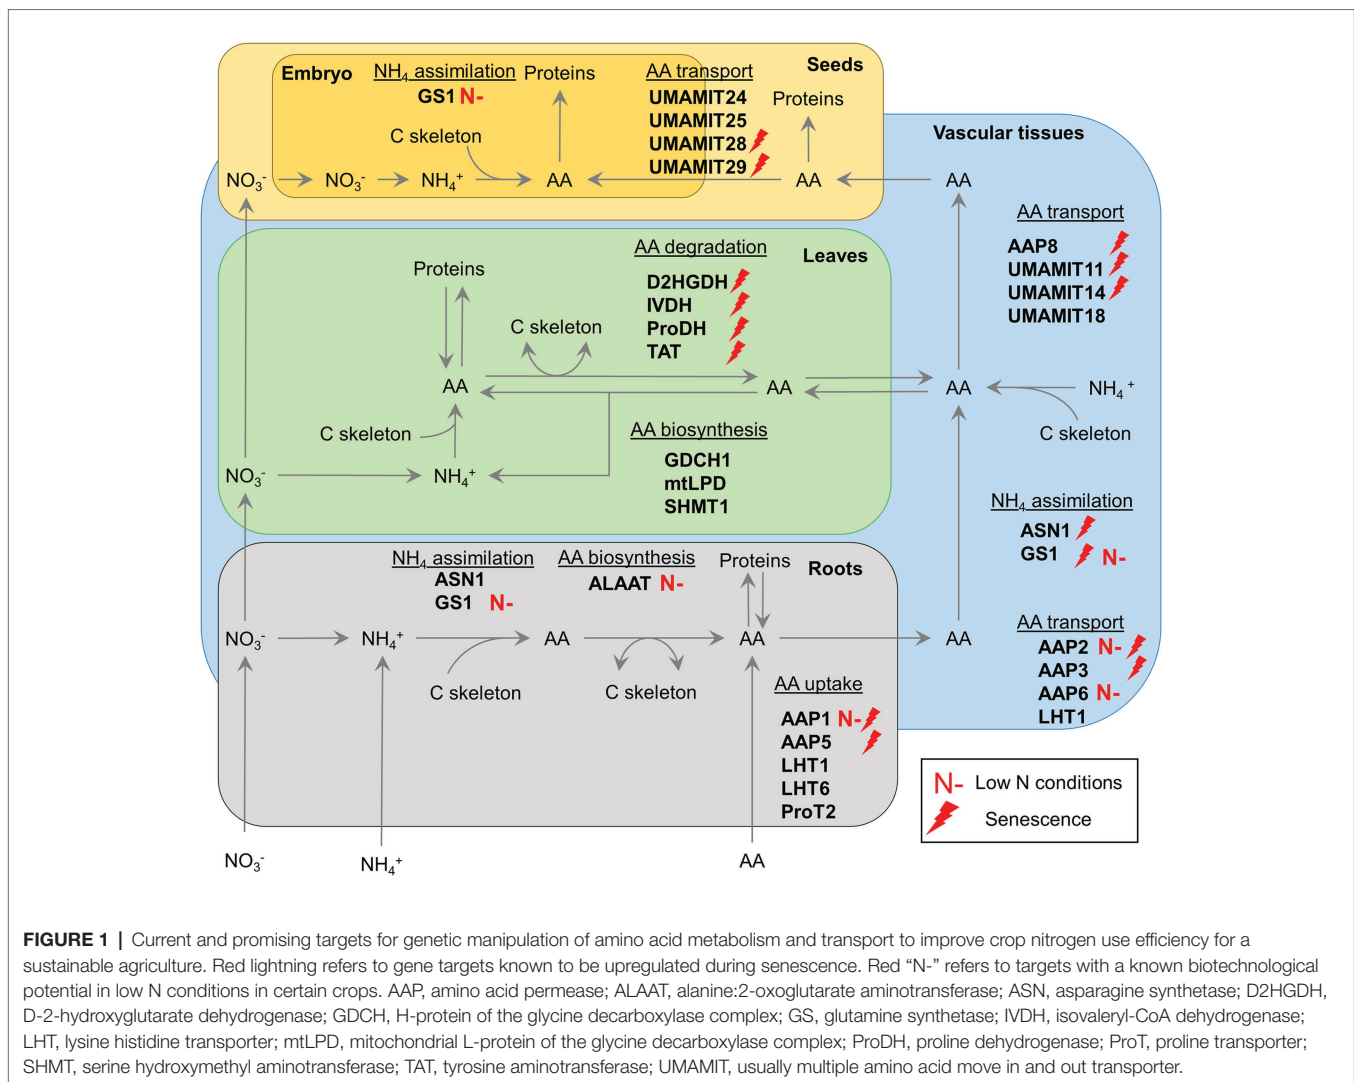 Embryo
NH4 assimilation
GS1 N-
Proteins
C skeleton
NO3-
NO3-
NH4+
AA
AA transport
UMAMIT24
UMAMIT25
UMAMIT28
UMAMIT29
Seeds
Proteins
AA
Vascular tissues
AA
AA transport
AAP8
UMAMIT11
UMAMIT14
UMAMIT18
Leaves
Proteins
AA degradation
D2HGDH
IVDH
ProDH
TAT
C skeleton
AA
AA
AA
NH4+
C skeleton
C skeleton
NO3-
NH4+
AA biosynthesis
GDCH1
mtLPD
SHMT1
NH4 assimilation
ASN1
GS1 N-
Roots
NH4 assimilation
ASN1
GS1 N-
AA biosynthesis
ALAAT N-
Proteins
NO3-
NH4+
AA
AA
AA
C skeleton
C skeleton
AA uptake
AAP1 N-
AAP5
LHT1
LHT6
ProT2
AA transport
AAP2 N-
AAP3
AAP6 N-
LHT1
N- Low N conditions
Senescence
NO3-
NH4+
AA
FIGURE 1 | Current and promising targets for genetic manipulation of amino acid metabolism and transport to improve crop nitrogen use efficiency for a
sustainable agriculture. Red lightning refers to gene targets known to be upregulated during senescence. Red “N-” refers to targets with a known biotechnological
potential in low N conditions in certain crops. AAP, amino acid permease; ALAAT, alanine:2-oxoglutarate aminotransferase; ASN, asparagine synthetase; D2HGDH,
D-2-hydroxyglutarate dehydrogenase; GDCH, H-protein of the glycine decarboxylase complex; GS, glutamine synthetase; IVDH, isovaleryl-CoA dehydrogenase;
LHT, lysine histidine transporter; mtLPD, mitochondrial L-protein of the glycine decarboxylase complex; ProDH, proline dehydrogenase; ProT, proline transporter;
SHMT, serine hydroxymethyl aminotransferase; TAT, tyrosine aminotransferase; UMAMIT, usually multiple amino acid move in and out transporter.